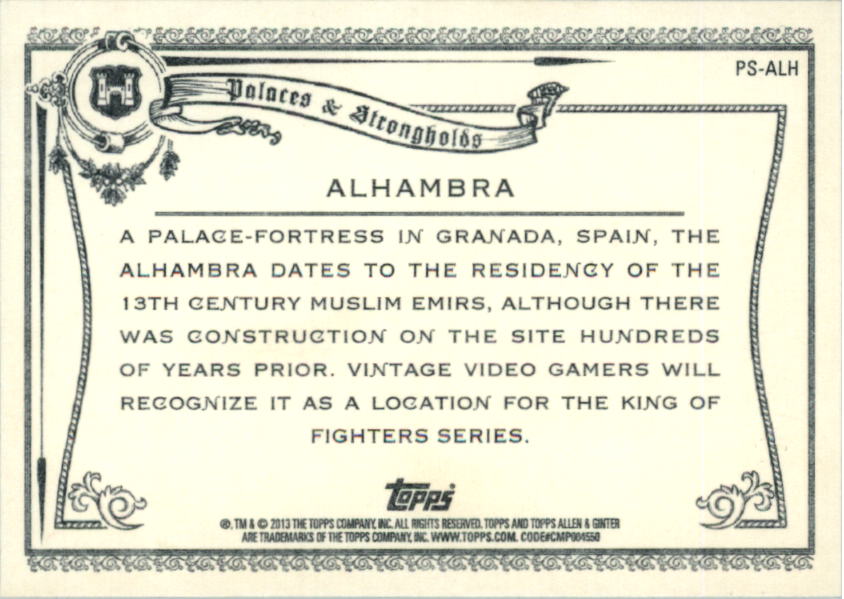 PS-ALH
Palaces & Strongholds
ALHAMBRA
A PALACE-FORTRESS IN GRANADA, SPAIN, THE
ALHAMBRA DATES TO THE RESIDENCY OF THE
13TH CENTURY MUSLIM EMIRS, ALTHOUGH THERE
WAS CONSTRUCTION ON THE SITE HUNDREDS
OF YEARS PRIOR. VINTAGE VIDEO GAMERS WILL
RECOGNIZE IT AS A LOCATION FOR THE KING OF
FIGHTERS SERIES.
Topps
®, TM & © 2013 THE TOPPS COMPANY, INC. ALL RIGHTS RESERVED. TOPPS AND TOPPS ALLEN & GINTER
ARE TRADEMARKS OF THE TOPPS COMPANY, INC. WWW.TOPPS.COM. CODE#CMP004550